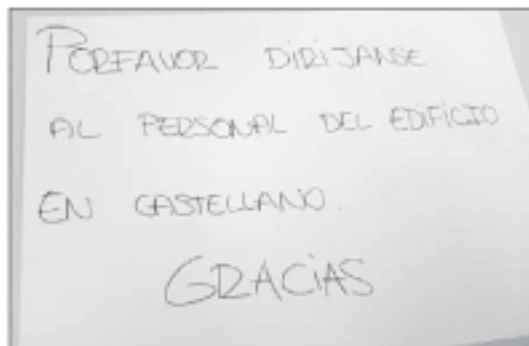 PORFAVOR DIRIJANSE
AL PERSONAL DEL EDIFICIO
EN CASTELLANO.
GRACIAS